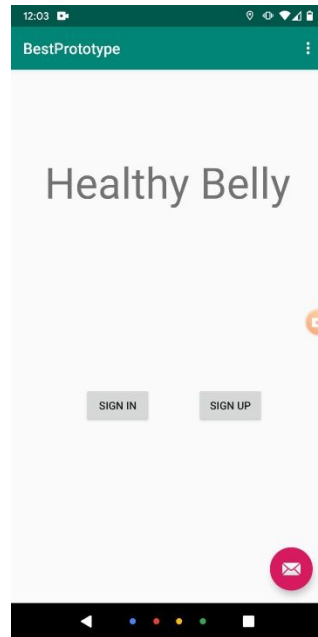 12:03
BestPrototype
Healthy Belly
SIGN IN
SIGN UP